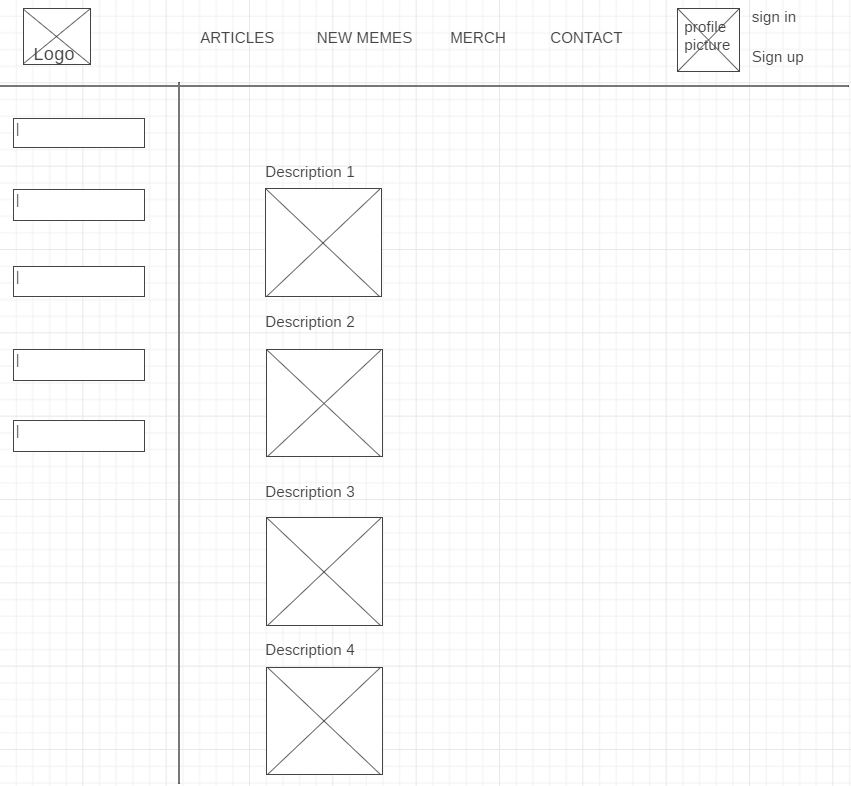 Logo
ARTICLES
NEW MEMES
MERCH
CONTACT
profile
picture
sign in
Sign up
Description 1
Description 2
Description 3
Description 4